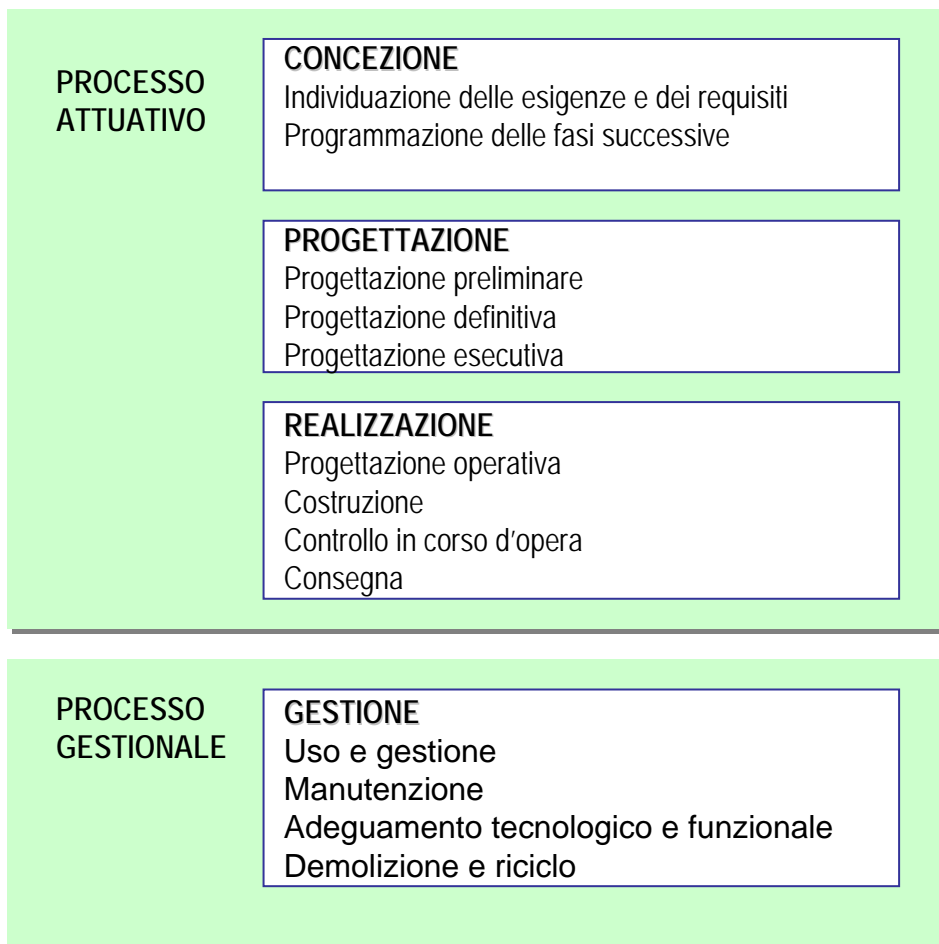 PROCESSO
ATTUATIVO
CONCEZIONE
Individuazione delle esigenze e dei requisiti
Programmazione delle fasi successive
PROGETTAZIONE
Progettazione preliminare
Progettazione definitiva
Progettazione esecutiva
REALIZZAZIONE
Progettazione operativa
Costruzione
Controllo in corso d'opera
Consegna
PROCESSO
GESTIONALE
GESTIONE
Uso e gestione
Manutenzione
Adeguamento tecnologico e funzionale
Demolizione e riciclo